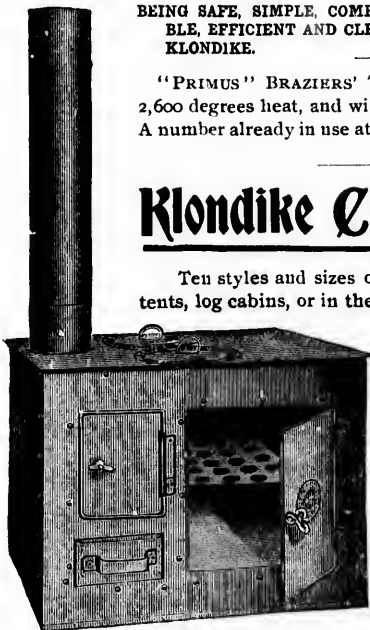 BEING SAFE, SIMPLE, COMP
BLE, EFFICIENT AND CLE
KLONDIKE.
"PRIMUS" BRAZIERS' T
2,600 degrees heat, and wi
A number already in use at
Klondike C
Ten styles and sizes o
tents, log cabins, or in the